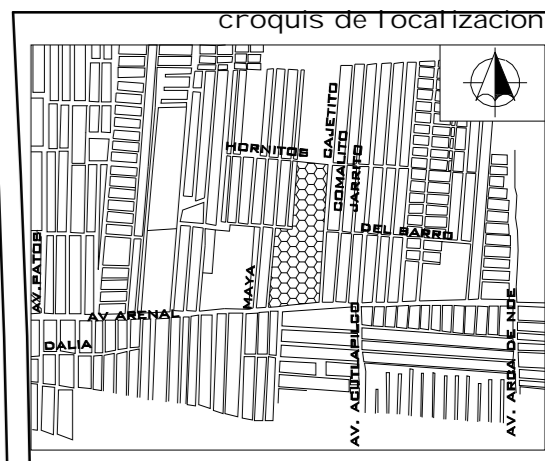 croquis de localizacion
CAJETITO
HORNITOS
COMALITO
JARRITO
DEL BARRO
AV.PATOS
MAYA
AV ARENAL
DALIA
AV. ACUTLAPILCO
AV. ARCA DE NOE